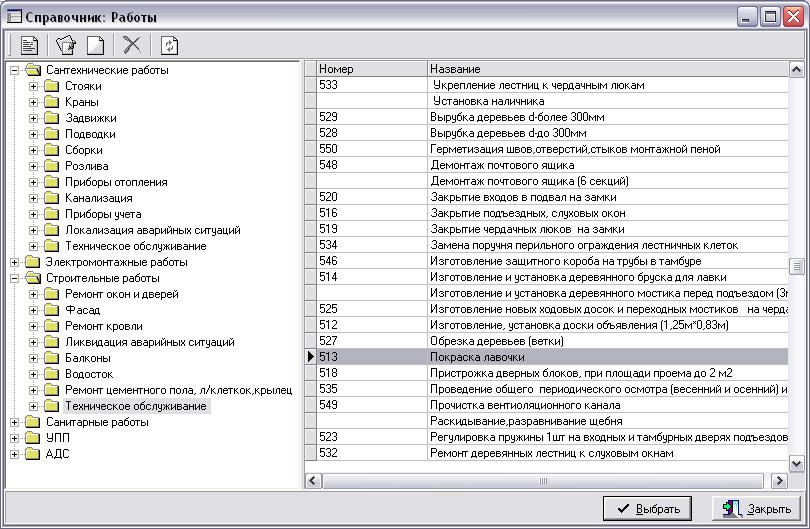 Справочник: Работы
Сантехнические работы
Стояки
Краны
Задвижки
Подводки
Сборки
Розлива
Приборы отопления
Канализация
Приборы учета
Локализация аварийных ситуаций
Техническое обслуживание
Электромонтажные работы
Строительные работы
Ремонт окон и дверей
Фасад
Ремонт кровли
Ликвидация аварийных ситуаций
Балконы
Водосток
Ремонт цементного пола, л/клеткок,крылец
Техническое обслуживание
Санитарные работы
УПП
АДС
Номер Название
533 Укрепление лестниц к чердачным люкам
Установка наличника
529 Вырубка деревьев d-более 300мм
528 Вырубка деревьев d-до 300мм
550 Герметизация швов,отверстий,стыков монтажной пеной
548 Демонтаж почтового ящика
Демонтаж почтового ящика (6 секций)
520 Закрытие входов в подвал на замки
516 Закрытие подъездных, слуховых окон
519 Закрытие чердачных люков на замки
534 Замена поручня перильного ограждения лестничных клеток
546 Изготовление защитного короба на трубы в тамбуре
514 Изготовление и установка деревянного бруска для лавки
Изготовление и установка деревянного мостика перед подъездом (3м
525 Изготовление новых ходовых досок и переходных мостиков на черда
512 Изготовление, установка доски объявления (1,25м*0,83м)
527 Обрезка деревьев (ветки)
513 Покраска лавочки
518 Пристрожка дверных блоков, при площади проема до 2 м2
535 Проведение общего периодического осмотра (весенний и осенний) и
549 Прочистка вентиоляционного канала
Раскидывание,разравнивание щебня
523 Регулировка пружины 1шт на входных и тамбурных дверях подъездов
532 Ремонт деревянных лестниц к слуховым окнам
Выбрать Закрыть